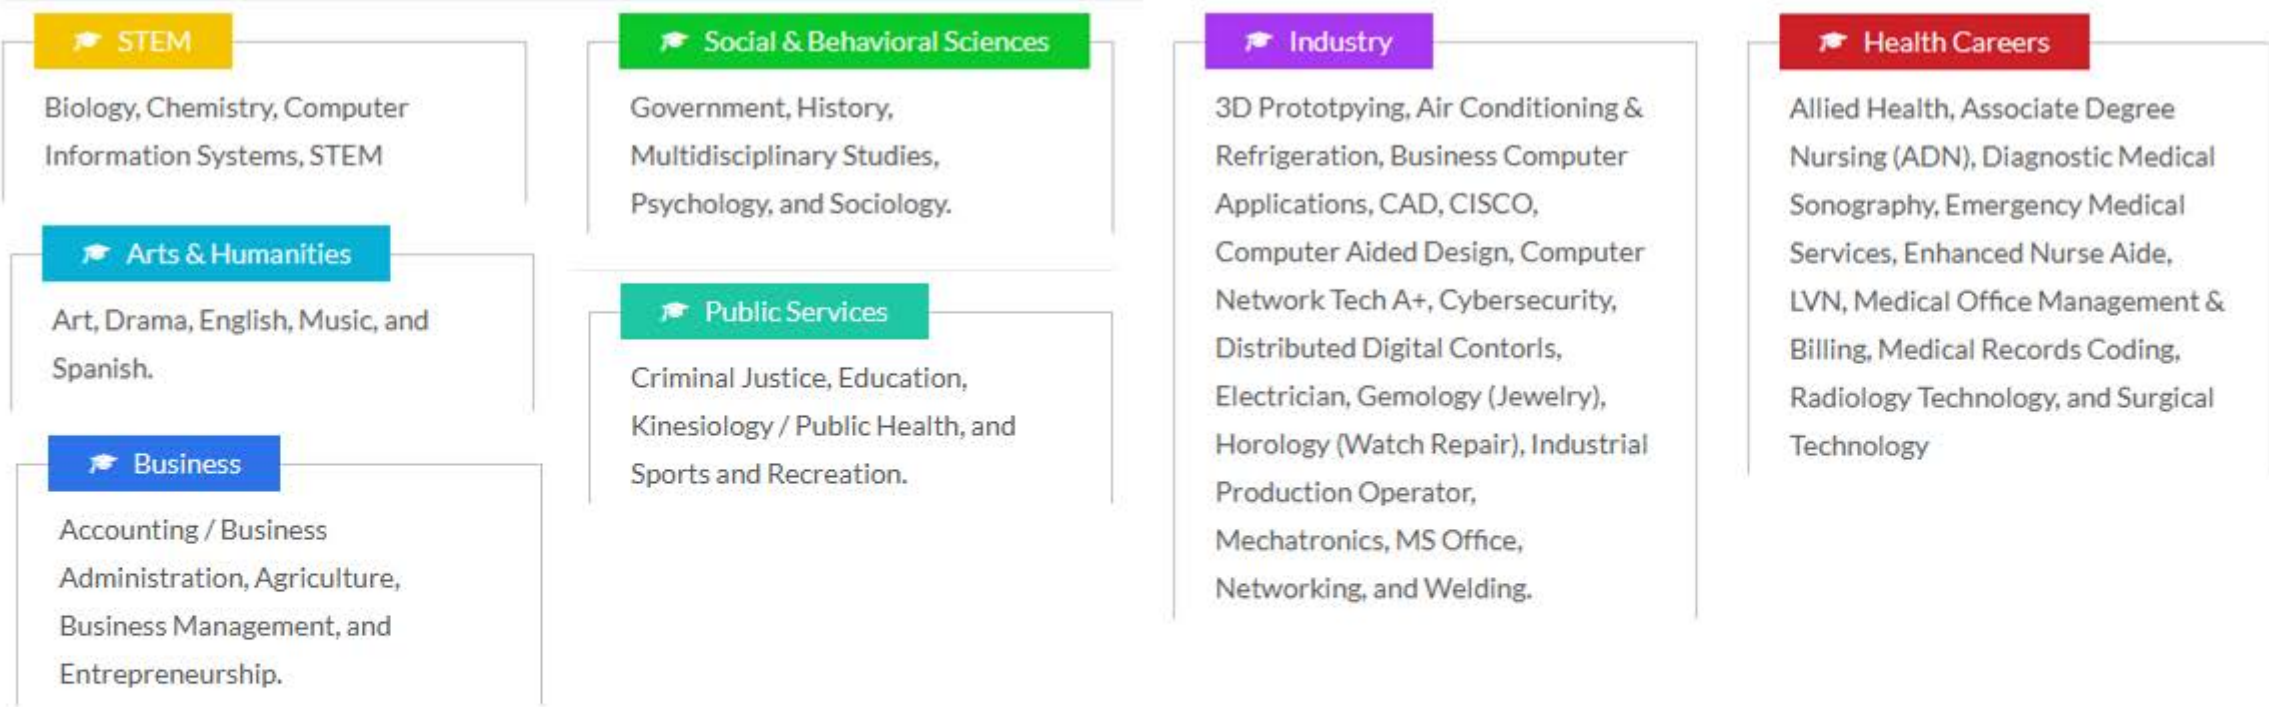 STEM
Biology, Chemistry, Computer
Information Systems, STEM
Arts & Humanities
Art, Drama, English, Music, and
Spanish.
Business
Accounting / Business
Administration, Agriculture,
Business Management, and
Entrepreneurship.
Social & Behavioral Sciences
Government, History,
Multidisciplinary Studies,
Psychology, and Sociology.
Public Services
Criminal Justice, Education,
Kinesiology / Public Health, and
Sports and Recreation.
Industry
3D Prototpying, Air Conditioning &
Refrigeration, Business Computer
Applications, CAD, CISCO,
Computer Aided Design, Computer
Network Tech A+, Cybersecurity,
Distributed Digital Contorls,
Electrician, Gemology (Jewelry),
Horology (Watch Repair), Industrial
Production Operator,
Mechatronics, MS Office,
Networking, and Welding.
Health Careers
Allied Health, Associate Degree
Nursing (ADN), Diagnostic Medical
Sonography, Emergency Medical
Services, Enhanced Nurse Aide,
LVN, Medical Office Management &
Billing, Medical Records Coding,
Radiology Technology, and Surgical
Technology